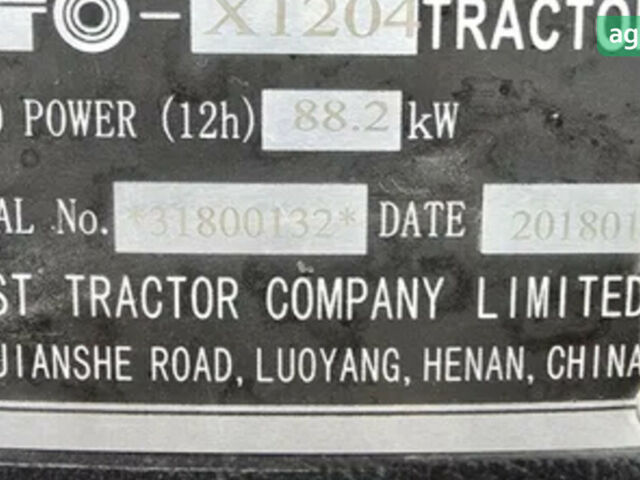 X1204 TRACTO
ag
POWER (12h) 88.2 kW
AL No. *31800132* DATE 201801
ST TRACTOR COMPANY LIMITED
JIANSHE ROAD, LUOYANG, HENAN, CHINA